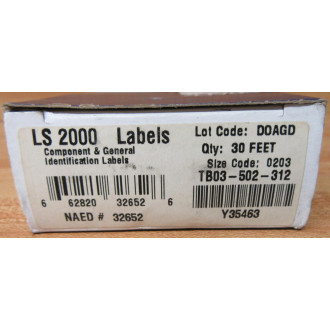 LS 2000 Labels
Component & General
Identification Labels
6 62820 32652 6
NAED # 32652
Lot Code: DOAGD
Qty: 30 FEET
Size Code: 0203
TB03-502-312
Y35463